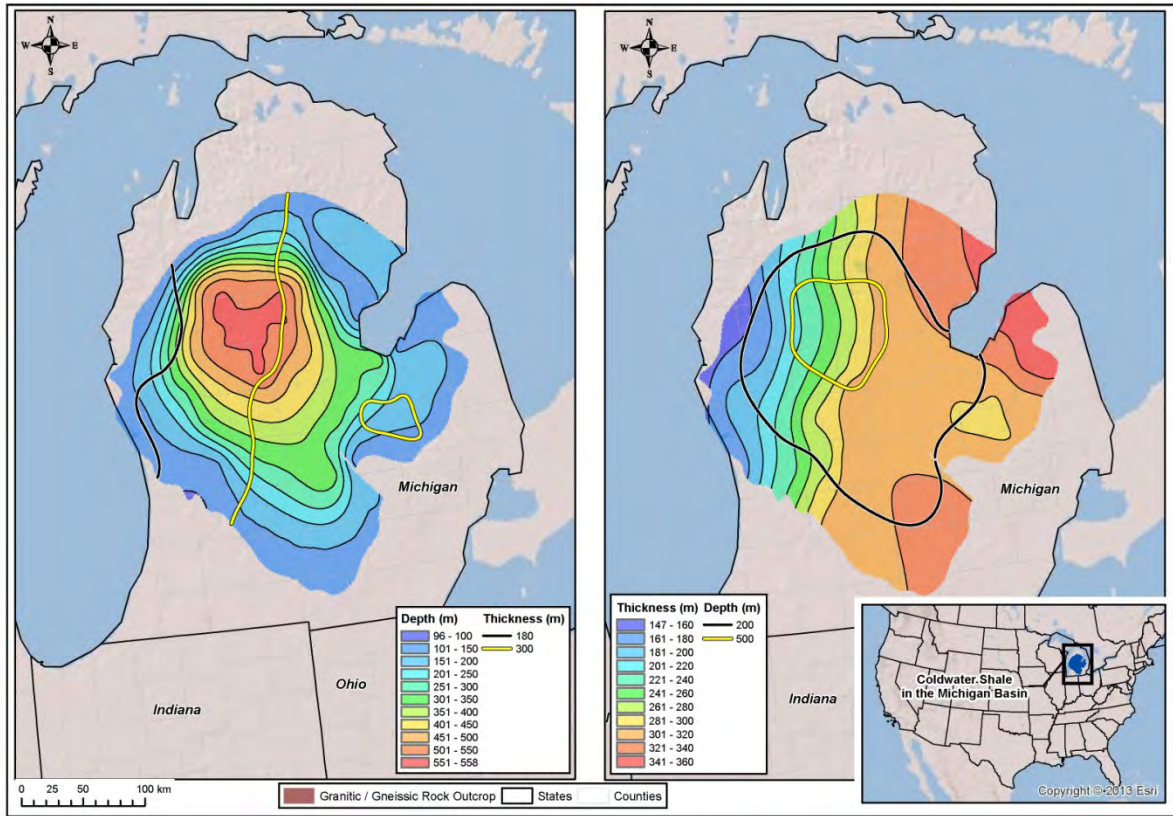 N
W E
S
Michigan
Indiana
Ohio
Depth (m) Thickness (m)
96 - 100 180
101 - 150 300
151 - 200
201 - 250
251 - 300
301 - 350
351 - 400
401 - 450
451 - 500
501 - 550
551 - 558
N
W E
S
Michigan
Thickness (m) Depth (m)
147 - 160 200
161 - 180 500
181 - 200
201 - 220
221 - 240
241 - 260
261 - 280
281 - 300
301 - 320
321 - 340
341 - 360
Coldwater Shale
in the Michigan Basin
Copyright © 2013 Esri
0 25 50 100 km
Granitic / Gneissic Rock Outcrop States Counties